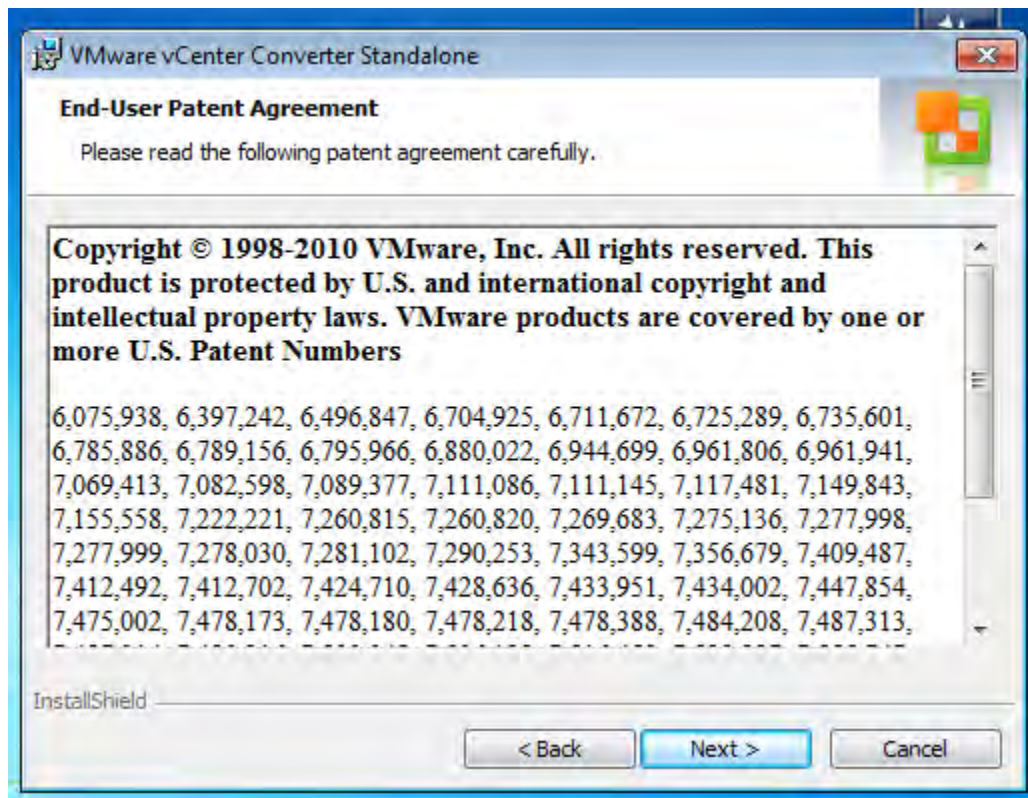 VMware vCenter Converter Standalone
End-User Patent Agreement
Please read the following patent agreement carefully.
Copyright © 1998-2010 VMware, Inc. All rights reserved. This
product is protected by U.S. and international copyright and
intellectual property laws. VMware products are covered by one or
more U.S. Patent Numbers
6,075,938, 6,397,242, 6,496,847, 6,704,925, 6,711,672, 6,725,289, 6,735,601,
6,785,886, 6,789,156, 6,795,966, 6,880,022, 6,944,699, 6,961,806, 6,961,941,
7,069,413, 7,082,598, 7,089,377, 7,111,086, 7,111,145, 7,117,481, 7,149,843,
7,155,558, 7,222,221, 7,260,815, 7,260,820, 7,269,683, 7,275,136, 7,277,998,
7,277,999, 7,278,030, 7,281,102, 7,290,253, 7,343,599, 7,356,679, 7,409,487,
7,412,492, 7,412,702, 7,424,710, 7,428,636, 7,433,951, 7,434,002, 7,447,854,
7,475,002, 7,478,173, 7,478,180, 7,478,218, 7,478,388, 7,484,208, 7,487,313,
InstallShield
< Back Next > Cancel